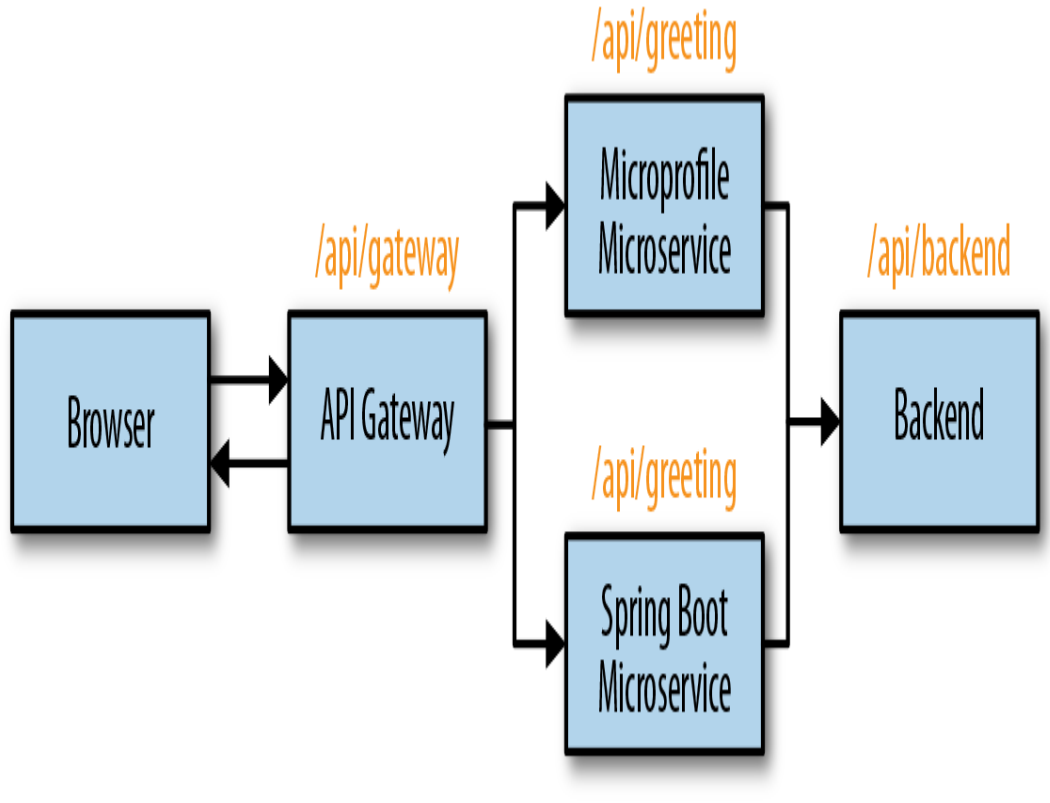 /api/greeting
Microprofile
Microservice
/api/gateway
/api/backend
Browser
API Gateway
Backend
/api/greeting
Spring Boot
Microservice